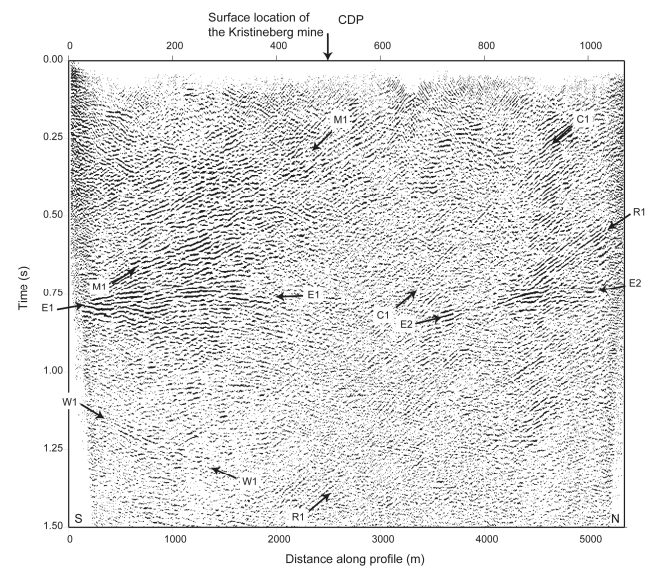 Surface location of
the Kristineberg mine
CDP
0 200 400 600 800 1000
0.00
M1
C1
0.25
0.50
R1
M1
0.75
E1
E1
E2
C1
E2
1.00
W1
1.25
W1
R1
1.50
S
N
0 1000 2000 3000 4000 5000
Time (s)
Distance along profile (m)